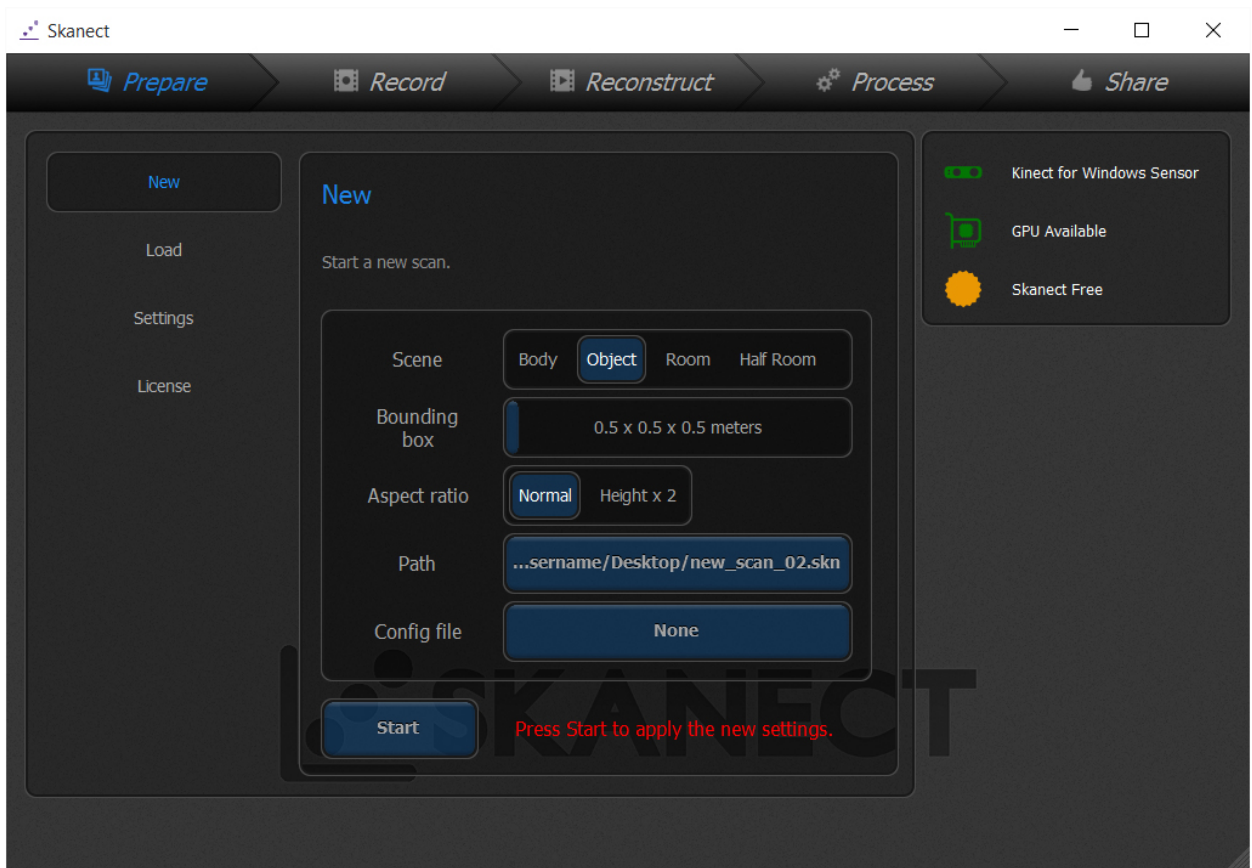 Skanect
Prepare
Record
Reconstruct
Process
Share
New
Load
Settings
License
New
Start a new scan.
Scene
Body Object Room Half Room
Bounding
box
0.5 x 0.5 x 0.5 meters
Aspect ratio
Normal Height x 2
Path
...sername/Desktop/new_scan_02.skn
Config file
None
Start
Press Start to apply the new settings.
SKANECT
Kinect for Windows Sensor
GPU Available
Skanect Free